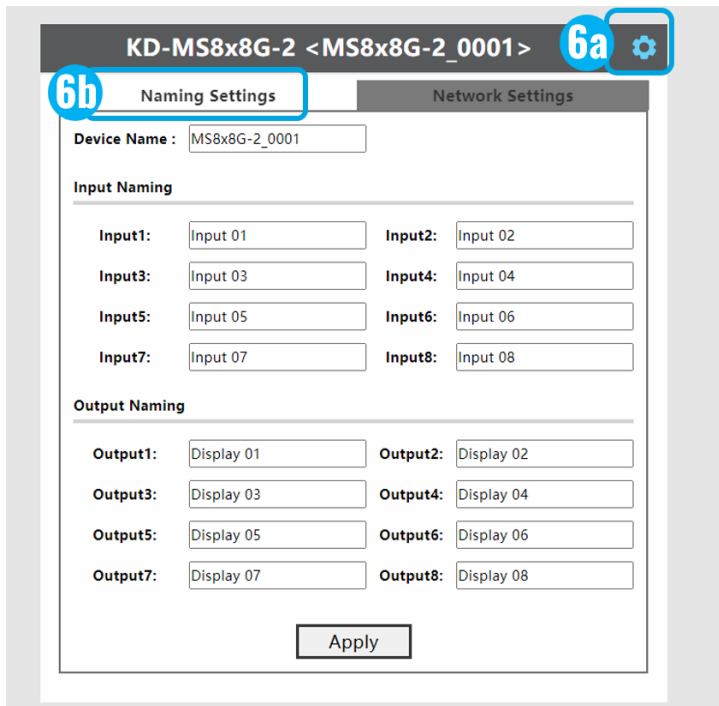 KD-MS8x8G-2 <MS8x8G-2_0001>
6a
6b
Naming Settings Network Settings
Device Name : MS8x8G-2_0001
Input Naming
Input1: Input 01 Input2: Input 02
Input3: Input 03 Input4: Input 04
Input5: Input 05 Input6: Input 06
Input7: Input 07 Input8: Input 08
Output Naming
Output1: Display 01 Output2: Display 02
Output3: Display 03 Output4: Display 04
Output5: Display 05 Output6: Display 06
Output7: Display 07 Output8: Display 08
Apply